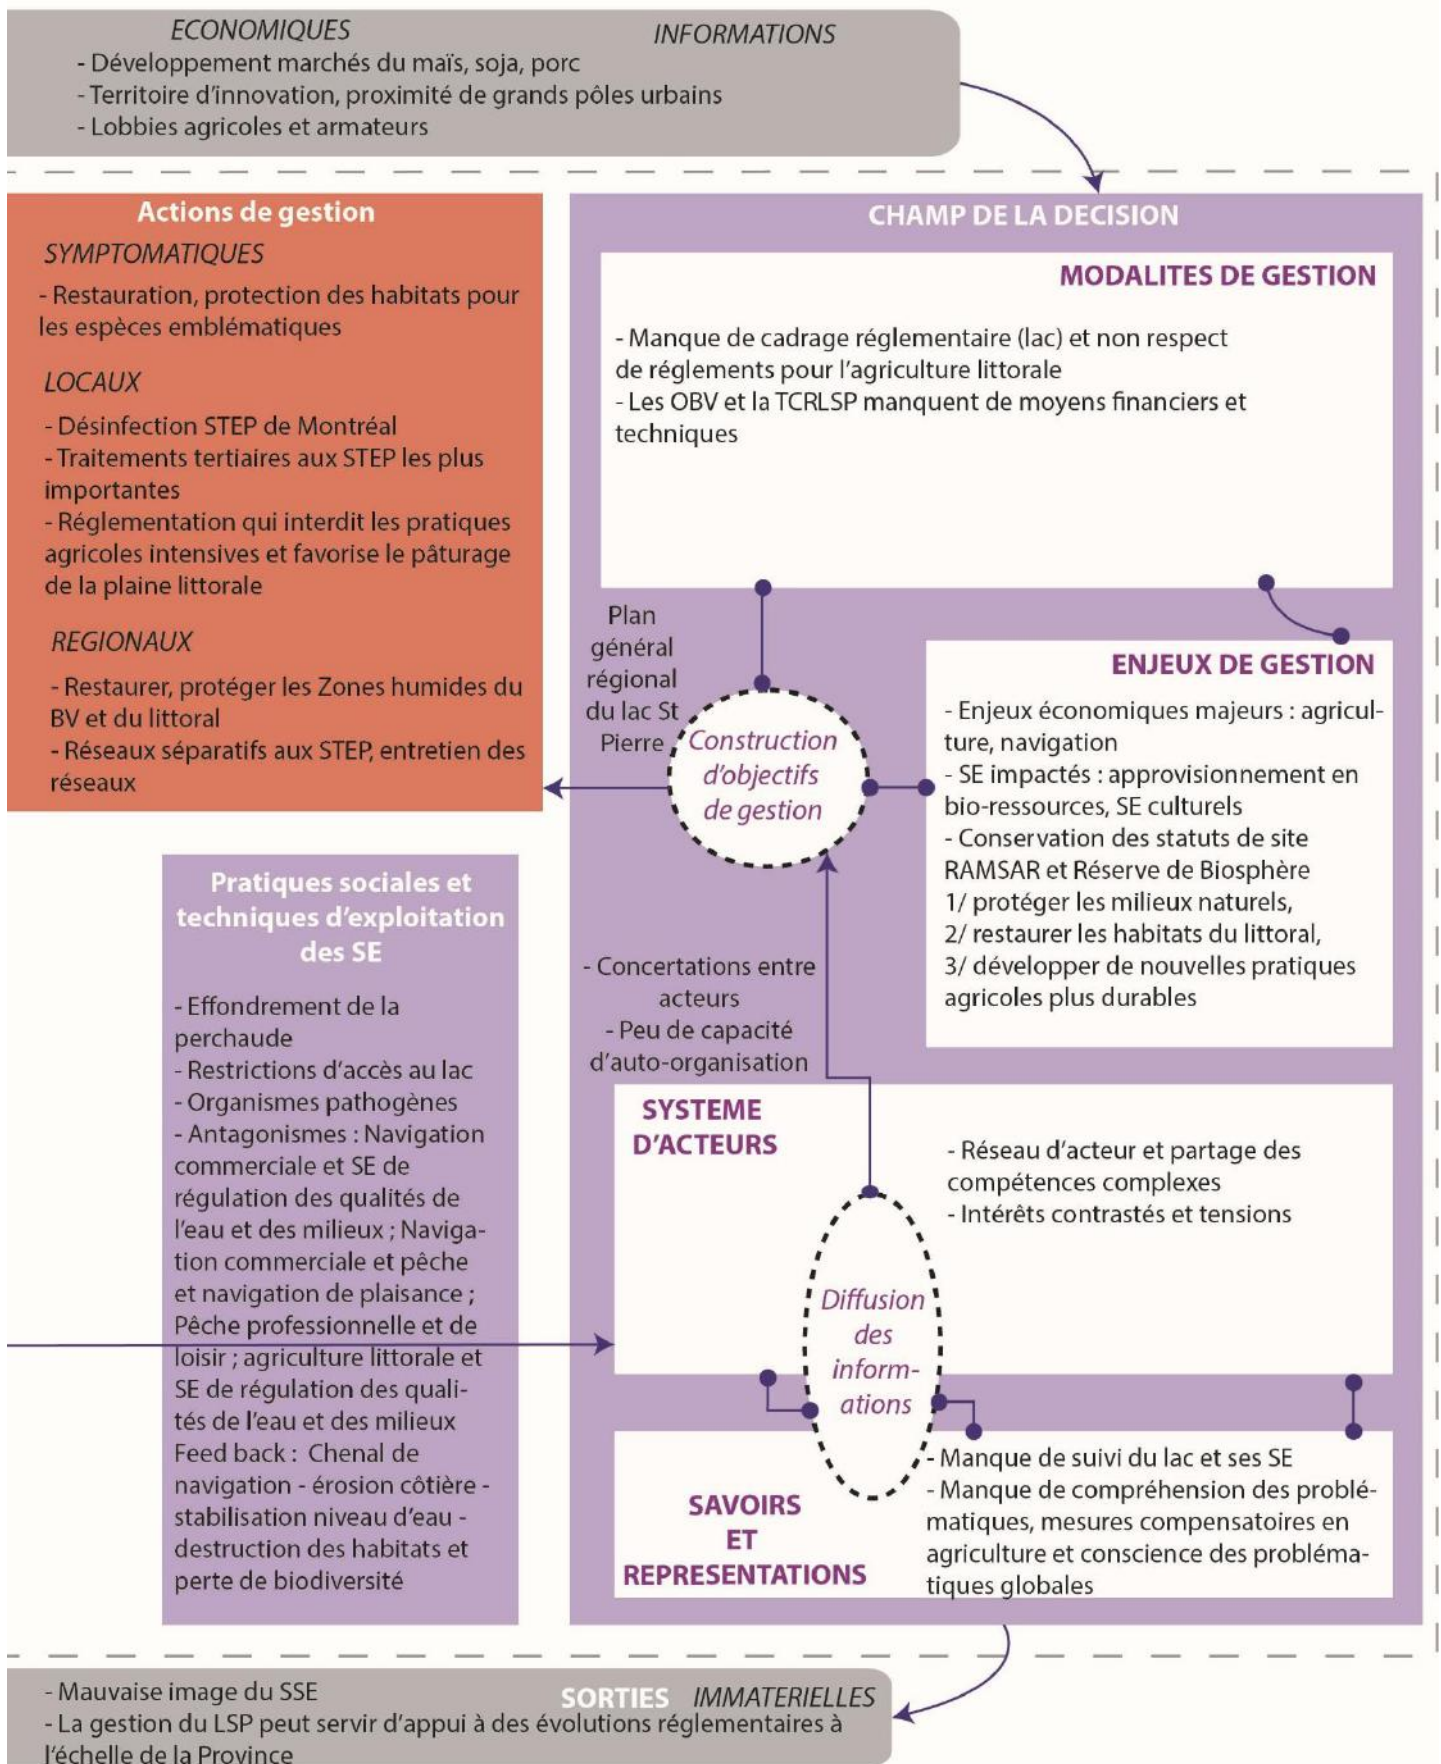 ECONOMIQUES
INFORMATIONS
- Développement marchés du maïs, soja, porc
- Territoire d'innovation, proximité de grands pôles urbains
- Lobbies agricoles et armateurs
Actions de gestion
SYMPTOMATIQUES
- Restauration, protection des habitats pour
les espèces emblématiques
LOCAUX
- Désinfection STEP de Montréal
- Traitements tertiaires aux STEP les plus
importantes
- Réglementation qui interdit les pratiques
agricoles intensives et favorise le pâturage
de la plaine littorale
REGIONAUX
- Restaurer, protéger les Zones humides du
BV et du littoral
- Réseaux séparatifs aux STEP, entretien des
réseaux
CHAMP DE LA DECISION
MODALITES DE GESTION
- Manque de cadrage réglementaire (lac) et non respect
de réglements pour l'agriculture littorale
- Les OBV et la TCRLSP manquent de moyens financiers et
techniques
Plan
général
régional
du lac St
Pierre
Construction
d'objectifs
de gestion
ENJEUX DE GESTION
- Enjeux économiques majeurs : agricul-
ture, navigation
- SE impactés : approvisionnement en
bio-ressources, SE culturels
- Conservation des statuts de site
RAMSAR et Réserve de Biosphère
1/ protéger les milieux naturels,
2/ restaurer les habitats du littoral,
3/ développer de nouvelles pratiques
agricoles plus durables
Pratiques sociales et
techniques d'exploitation
des SE
- Effondrement de la
perchaude
- Restrictions d'accès au lac
- Organismes pathogènes
- Antagonismes : Navigation
commerciale et SE de
régulation des qualités de
l'eau et des milieux ; Naviga-
tion commerciale et pêche
et navigation de plaisance ;
Pêche professionnelle et de
loisir ; agriculture littorale et
SE de régulation des quali-
tés de l'eau et des milieux
Feed back : Chenal de
navigation - érosion côtière -
stabilisation niveau d'eau -
destruction des habitats et
perte de biodiversité
- Concertations entre
acteurs
- Peu de capacité
d'auto-organisation
SYSTEME
D'ACTEURS
- Réseau d'acteur et partage des
compétences complexes
- Intérêts contrastés et tensions
Diffusion
des
inform-
ations
SAVOIRS
ET
REPRESENTATIONS
- Manque de suivi du lac et ses SE
- Manque de compréhension des problé-
matiques, mesures compensatoires en
agriculture et conscience des probléma-
tiques globales
SORTIES IMMATERIELLES
- Mauvaise image du SSE
- La gestion du LSP peut servir d'appui à des évolutions réglementaires à
l'échelle de la Province